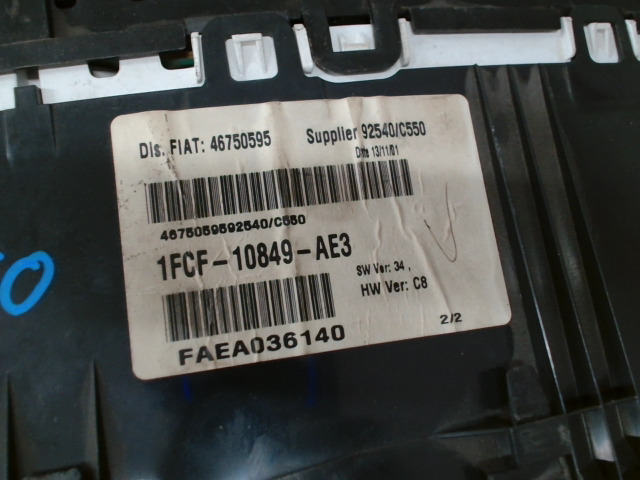 Dis. FIAT: 46750595 Supplier 92540/C550
Date 13/11/01
4675059592540/C550
1FCF-10849-AE3
SW Ver: 34 ,
HW Ver: C8
FAEA036140
2/2